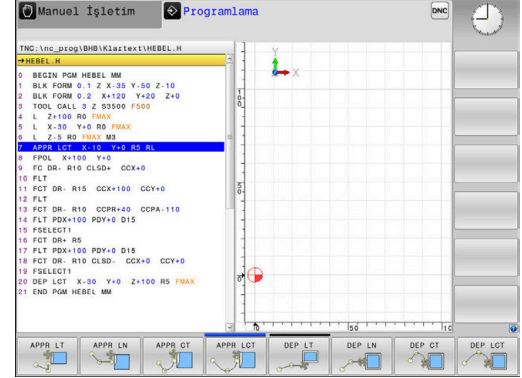 Manuel İşletim
Programlama
DNC
TNC:\nc_prog\BHB\Klartext\HEBEL.H
→HEBEL.H
0 BEGIN PGM HEBEL MM
1 BLK FORM 0.1 Z X-35 Y-50 Z-10
2 BLK FORM 0.2 X+120 Y+20 Z+0
3 TOOL CALL 3 Z S3500 F500
4 L Z+100 R0 FMAX
5 L X-30 Y+0 R0 FMAX
6 L Z-5 R0 FMAX M3
7 APPR LCT X-10 Y+0 R5 RL
8 FPOL X+100 Y+0
9 FC DR- R10 CLSD+ CCX+0
10 FLT
11 FCT DR- R15 CCX+100 CCY+0
12 FLT
13 FCT DR- R10 CCPR+40 CCPA-110
14 FLT PDX+100 PDY+0 D15
15 FSELECT1
16 FCT DR+ R5
17 FLT PDX+100 PDY+0 D15
18 FCT DR- R10 CLSD- CCX+0 CCY+0
19 FSELECT1
20 DEP LCT X-30 Y+0 Z+100 R5 FMAX
21 END PGM HEBEL MM
Y
X
100
50
0
0
50
10
APPR LT
APPR LN
APPR CT
APPR LCT
DEP LT
DEP LN
DEP CT
DEP LCT